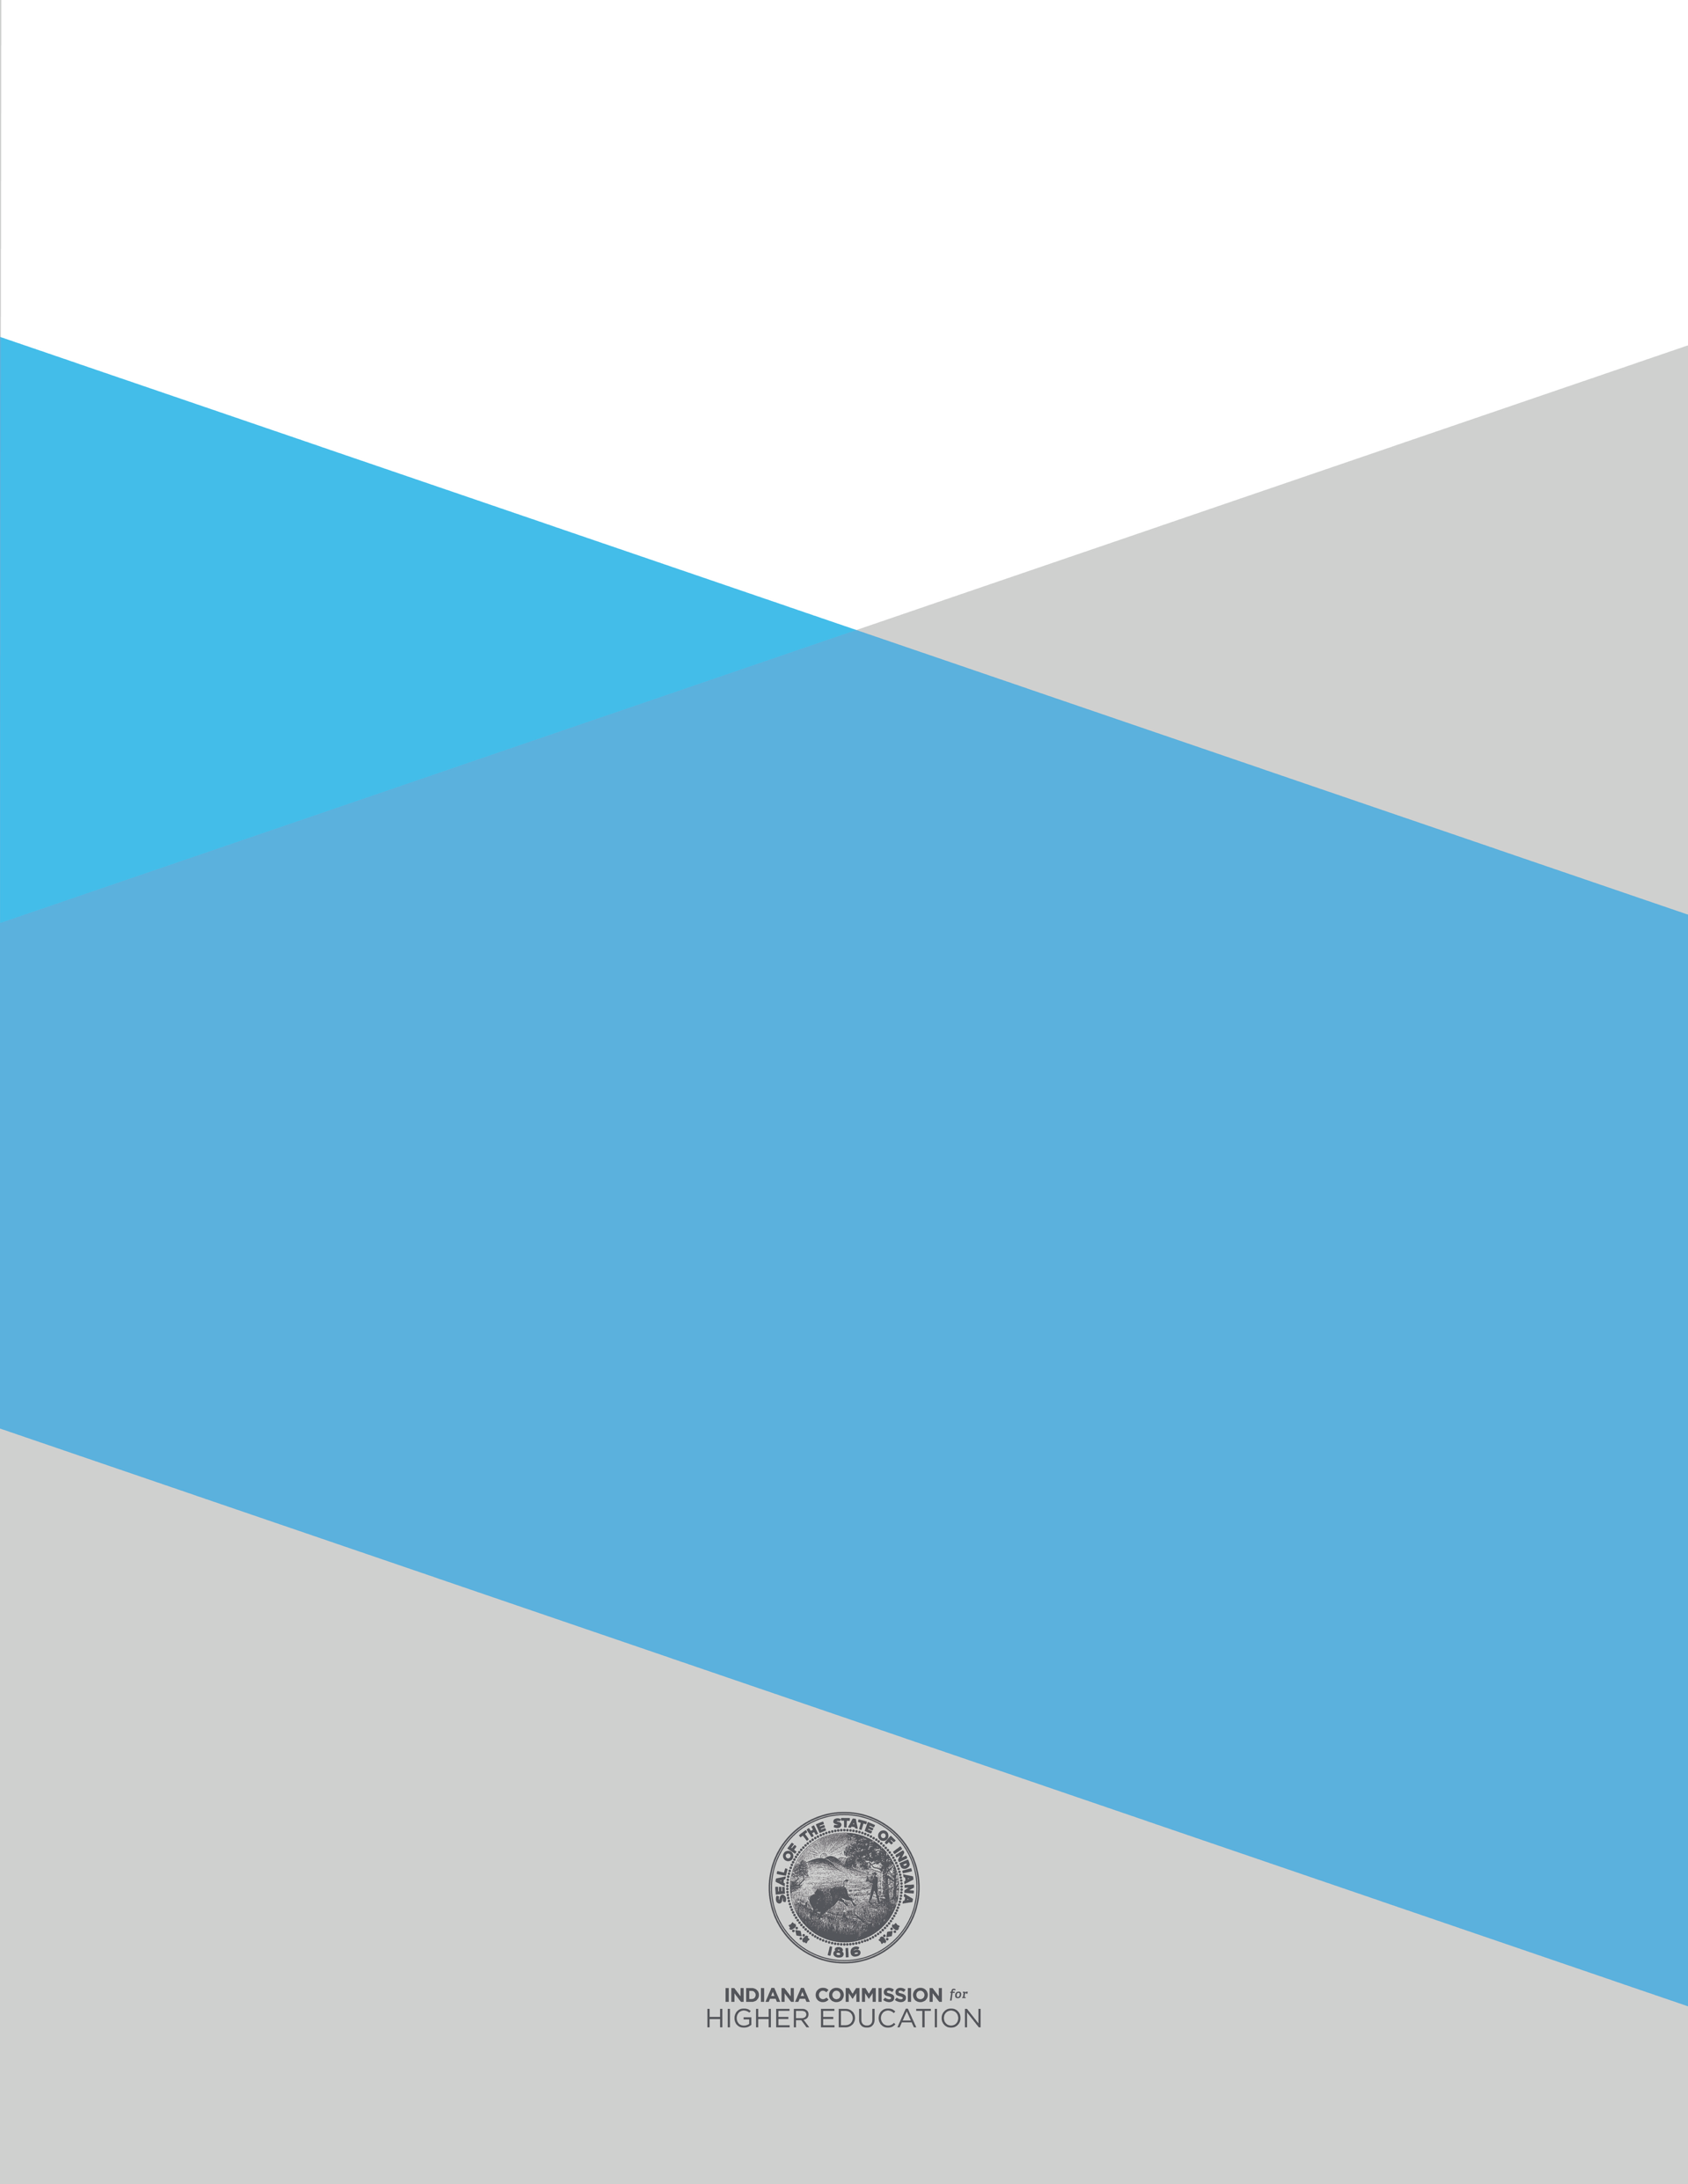 SEAL OF THE STATE OF INDIANA
1816
INDIANA COMMISSION for
HIGHER EDUCATION